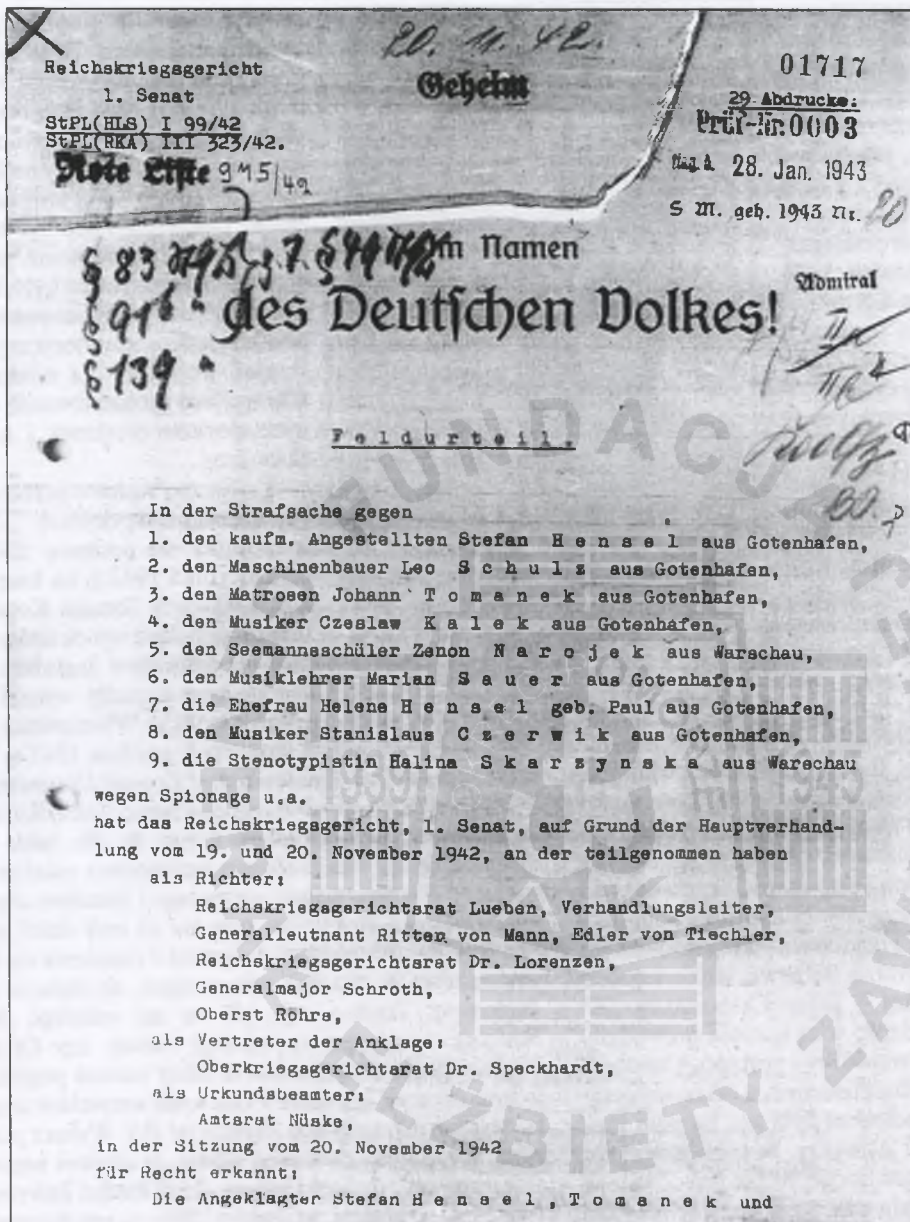 20. 11. 42.
Reichskriegsgericht
1. Senat
StPL(HLS) I 99/42
StPL(RKA) III 323/42.
Rote Liste 915/42
Geheim
01717
29 Abdrucke:
Prüf-Nr. 0003
28. Jan. 1943
S M. geh. 1943 Nr. 20
§ 83
§ 91b "
§ 139 "
m Namen
des Deutschen Volkes!
Admiral
Feldurteil.
In der Strafsache gegen
1. den kaufm. Angestellten Stefan H e n s e l aus Gotenhafen,
2. den Maschinenbauer Leo S c h u l z aus Gotenhafen,
3. den Matrosen Johann T o m a n e k aus Gotenhafen,
4. den Musiker Czeslaw K a l e k aus Gotenhafen,
5. den Seemannsschüler Zenon N a r o j e k aus Warschau,
6. den Musiklehrer Marian S a u e r aus Gotenhafen,
7. die Ehefrau Helene H e n s e l geb. Paul aus Gotenhafen,
8. den Musiker Stanislaus C z e r w i k aus Gotenhafen,
9. die Stenotypistin Halina S k a r z y n s k a aus Warschau
wegen Spionage u.a.
hat das Reichskriegsgericht, 1. Senat, auf Grund der Hauptverhand-
lung vom 19. und 20. November 1942, an der teilgenommen haben
als Richter:
Reichskriegsgerichtsrat Lueben, Verhandlungsleiter,
Generalleutnant Ritter von Mann, Edler von Tiechler,
Reichskriegsgerichtsrat Dr. Lorenzen,
Generalmajor Schroth,
Oberst Röhrs,
als Vertreter der Anklage:
Oberkriegsgerichtsrat Dr. Speckhardt,
als Urkundsbeamter:
Amtsrat Nüske,
in der Sitzung vom 20. November 1942
für Recht erkannt:
Die Angeklagter Stefan H e n s e l , T o m a n e k und
FUNDACJA
ELŻBIETY ZAW
1939